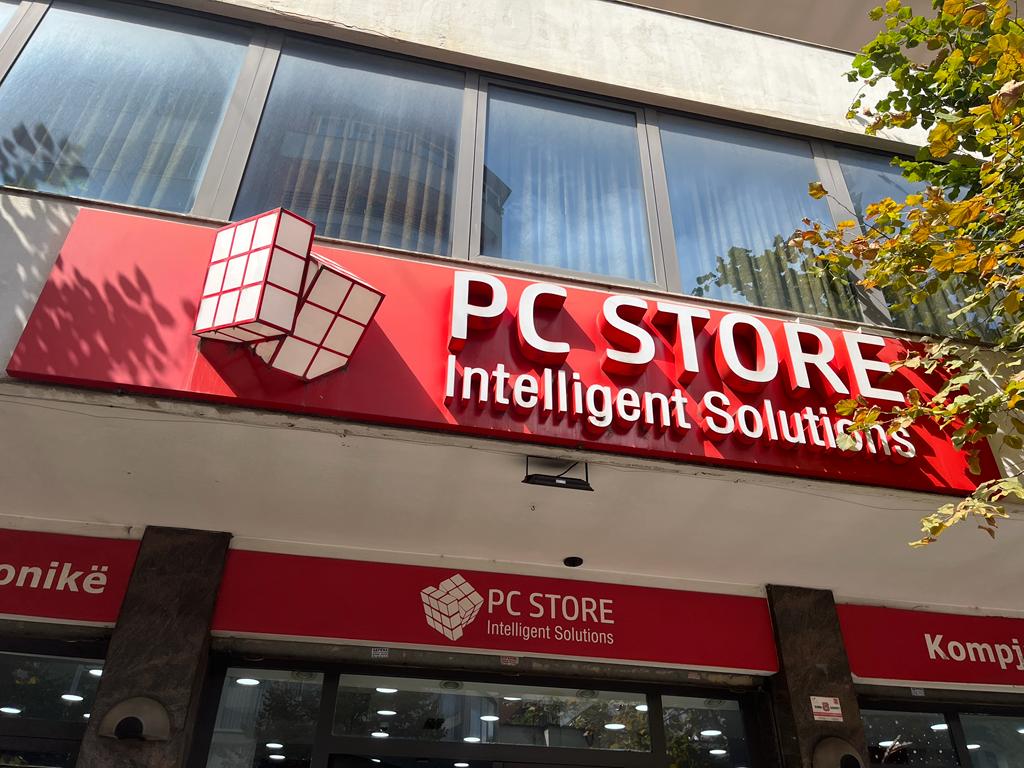 PC STORE
Intelligent Solutions
onikë
PC STORE
Intelligent Solutions
Kompj